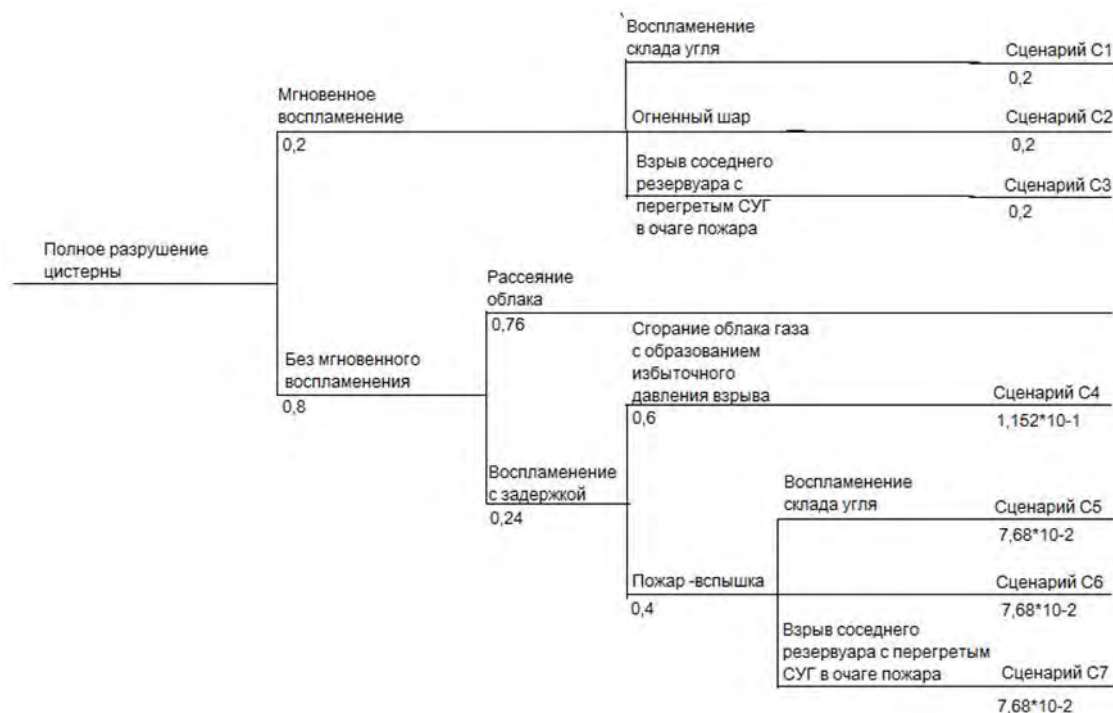 Воспламенение
склада угля
Сценарий С1
0,2
Мгновенное
воспламенение
0,2
Огненный шар
Сценарий С2
0,2
Взрыв соседнего
резервуара с
перегретым СУГ
в очаге пожара
Сценарий С3
0,2
Полное разрушение
цистерны
Рассеяние
облака
0,76
Без мгновенного
воспламенения
0,8
Сгорание облака газа
с образованием
избыточного
давления взрыва
0,6
Сценарий С4
1,152*10-1
Воспламенение
с задержкой
0,24
Воспламенение
склада угля
Сценарий С5
7,68*10-2
Пожар -вспышка
0,4
Сценарий С6
7,68*10-2
Взрыв соседнего
резервуара с перегретым
СУГ в очаге пожара
Сценарий С7
7,68*10-2